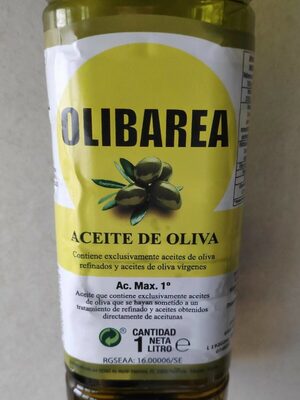 OLIBAREA
ACEITE DE OLIVA
Contiene exclusivamente aceites de oliva
refinados y aceites de oliva vírgenes
Ac. Max. 1º
Aceite que contiene exclusivamente aceites
de oliva que se hayan sometido a un
tratamiento de refinado y aceites obtenidos
directamente de aceitunas
CANTIDAD
1 NETA
LITRO e
RGSEAA: 16.00006/SE